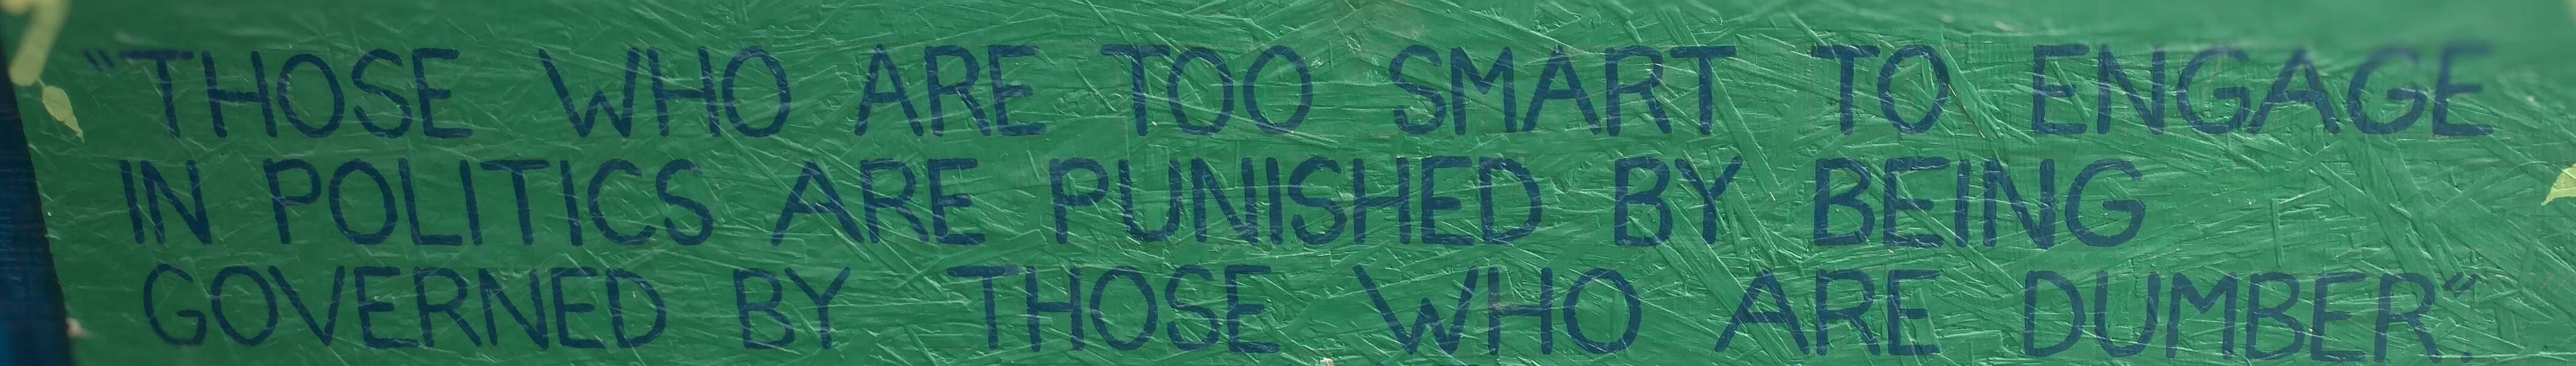 "THOSE WHO ARE TOO SMART TO ENGAGE
IN POLITICS ARE PUNISHED BY BEING
GOVERNED BY THOSE WHO ARE DUMBER."